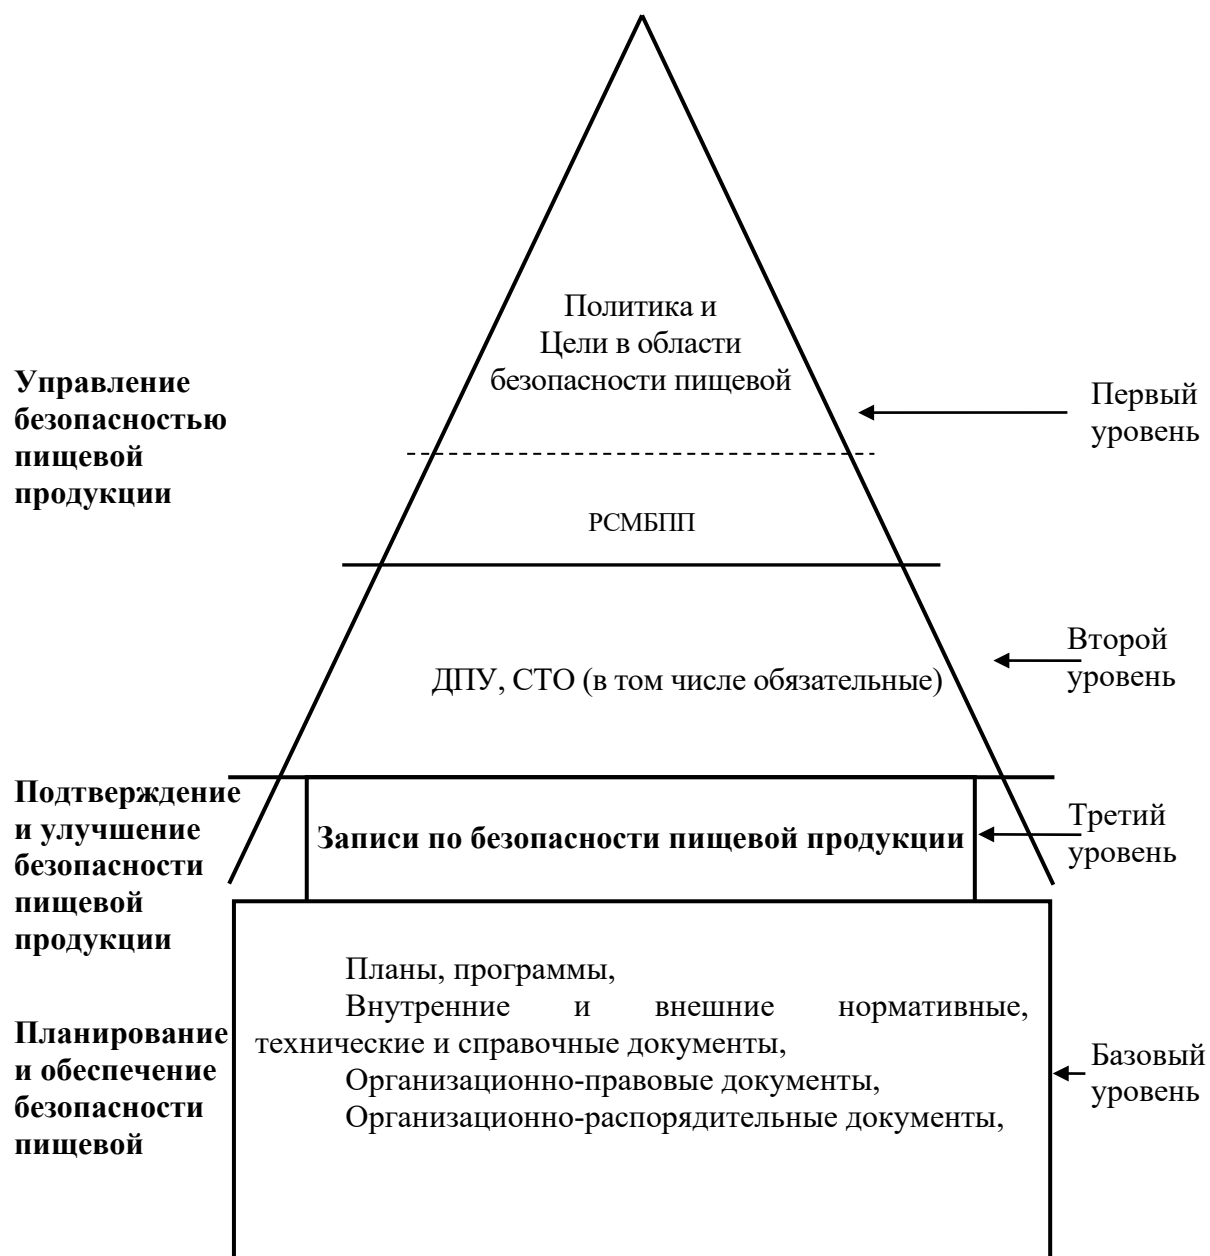 Политика и
Цели в области
безопасности пищевой
Управление
безопасностью
пищевой
продукции
Первый
уровень
РСМБПП
Второй
уровень
ДПУ, СТО (в том числе обязательные)
Подтверждение
и улучшение
безопасности
пищевой
продукции
Записи по безопасности пищевой продукции
Третий
уровень
Планы, программы,
Внутренние и внешние нормативные,
технические и справочные документы,
Организационно-правовые документы,
Организационно-распорядительные документы,
Планирование
и обеспечение
безопасности
пищевой
Базовый
уровень